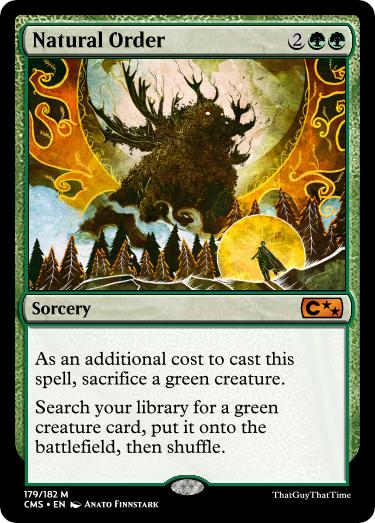 Natural Order 2
Sorcery C
As an additional cost to cast this
spell, sacrifice a green creature.
Search your library for a green
creature card, put it onto the
battlefield, then shuffle.
179/182 M
CMS • EN Anato Finnstark ThatGuyThatTime